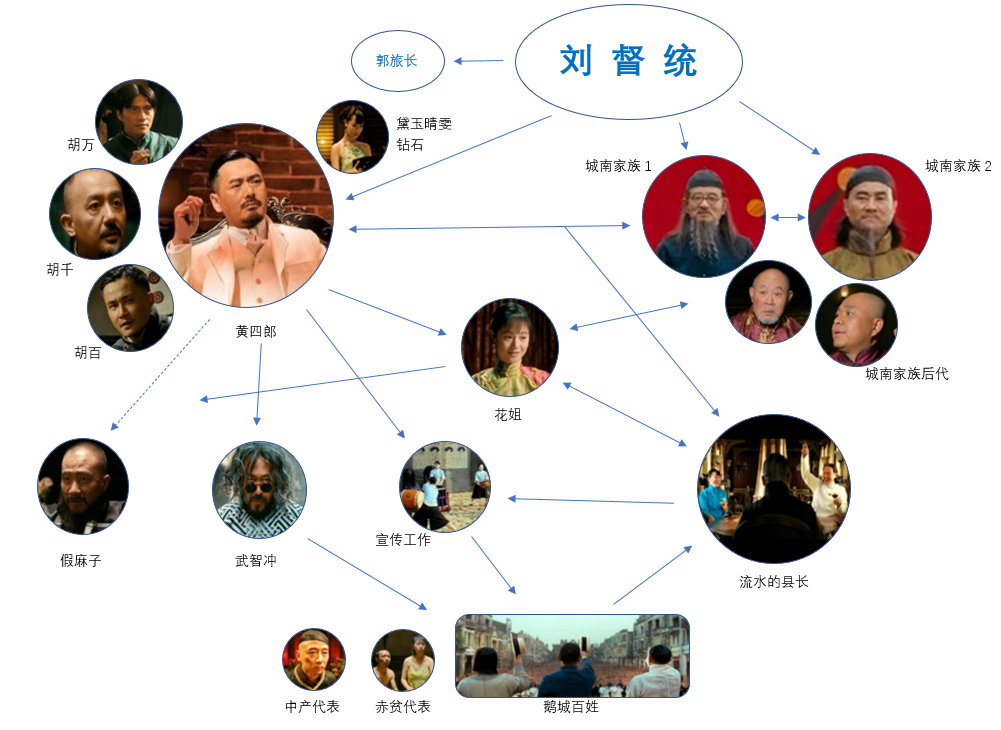 刘 督 统
郭旅长
黛玉晴雯
钻石
胡万
城南家族 1
城南家族 2
胡千
黄四郎
胡百
城南家族后代
花姐
宣传工作
假麻子
武智冲
流水的县长
中产代表
赤贫代表
鹅城百姓